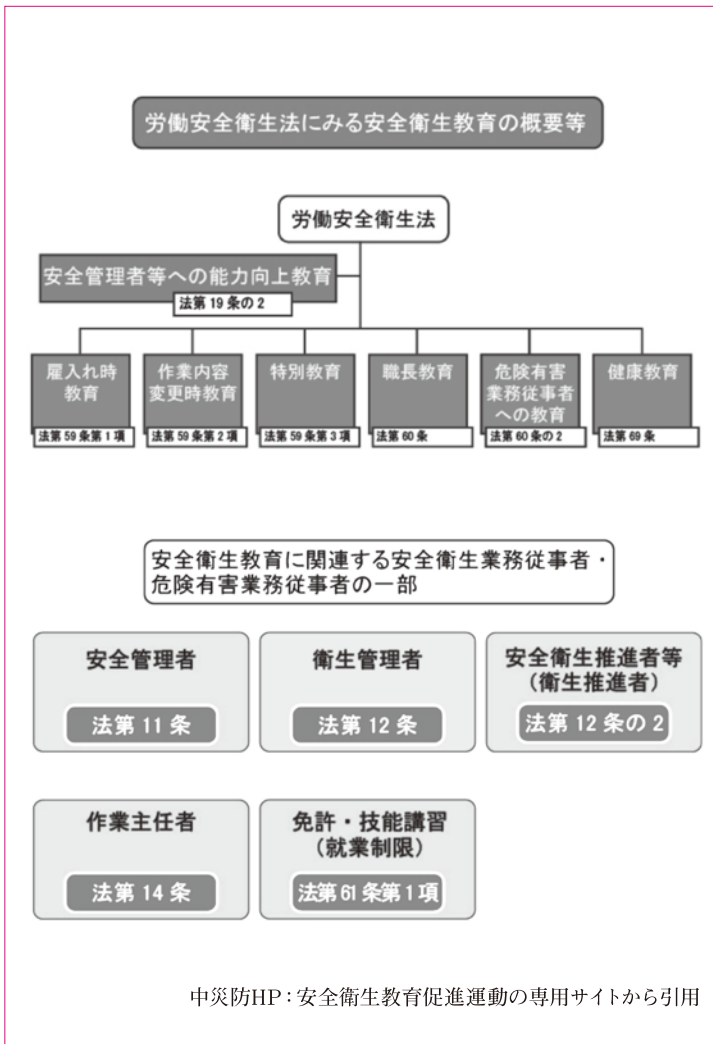 労働安全衛生法にみる安全衛生教育の概要等
労働安全衛生法
安全管理者等への能力向上教育
法第19条の2
雇入れ時
教育
法第59条第1項
作業内容
変更時教育
法第59条第2項
特別教育
法第59条第3項
職長教育
法第60条
危険有害
業務従事者
への教育
法第60条の2
健康教育
法第69条
安全衛生教育に関連する安全衛生業務従事者・
危険有害業務従事者の一部
安全管理者
法第11条
衛生管理者
法第12条
安全衛生推進者等
（衛生推進者）
法第12条の2
作業主任者
法第14条
免許・技能講習
（就業制限）
法第61条第1項
中災防HP：安全衛生教育促進運動の専用サイトから引用